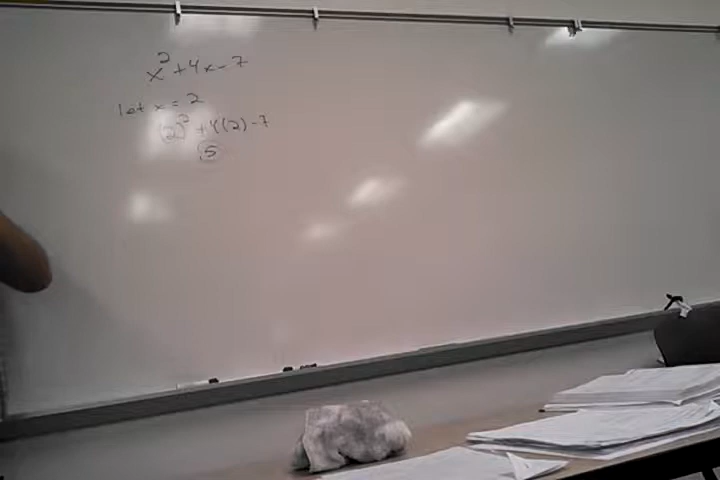 x² + 4x - 7
let x = 2
(2)² + 4(2) - 7
5